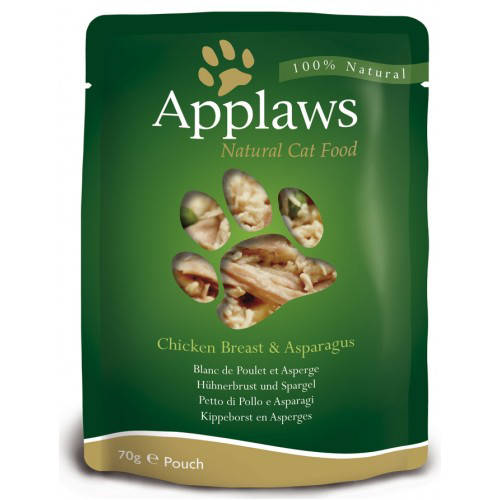 100% Natural
Applaws
Natural Cat Food
Chicken Breast & Asparagus
Blanc de Poulet et Asperge
Hühnerbrust und Spargel
Petto di Pollo e Asparagi
Kippeborst en Asperges
70g ℮ Pouch